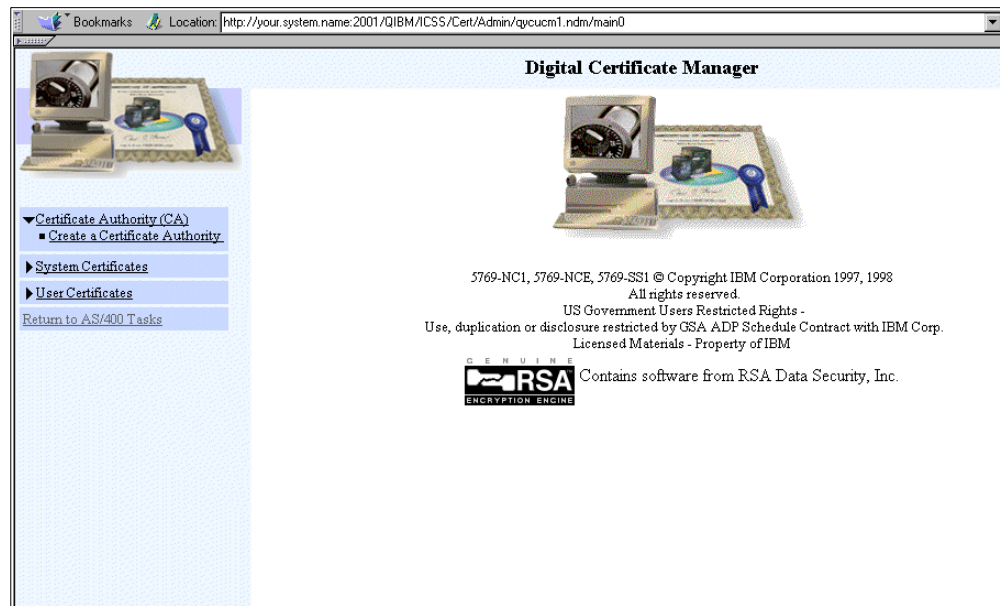 Bookmarks Location: http://your.system.name:2001/QIBM/ICSS/Cert/Admin/qycucm1.ndm/main0
Digital Certificate Manager
Certificate Authority (CA)
Create a Certificate Authority
System Certificates
User Certificates
Return to AS/400 Tasks
5769-NC1, 5769-NCE, 5769-SS1 © Copyright IBM Corporation 1997, 1998
All rights reserved.
US Government Users Restricted Rights -
Use, duplication or disclosure restricted by GSA ADP Schedule Contract with IBM Corp.
Licensed Materials - Property of IBM
GENUINE
RSA
ENCRYPTION ENGINE
Contains software from RSA Data Security, Inc.